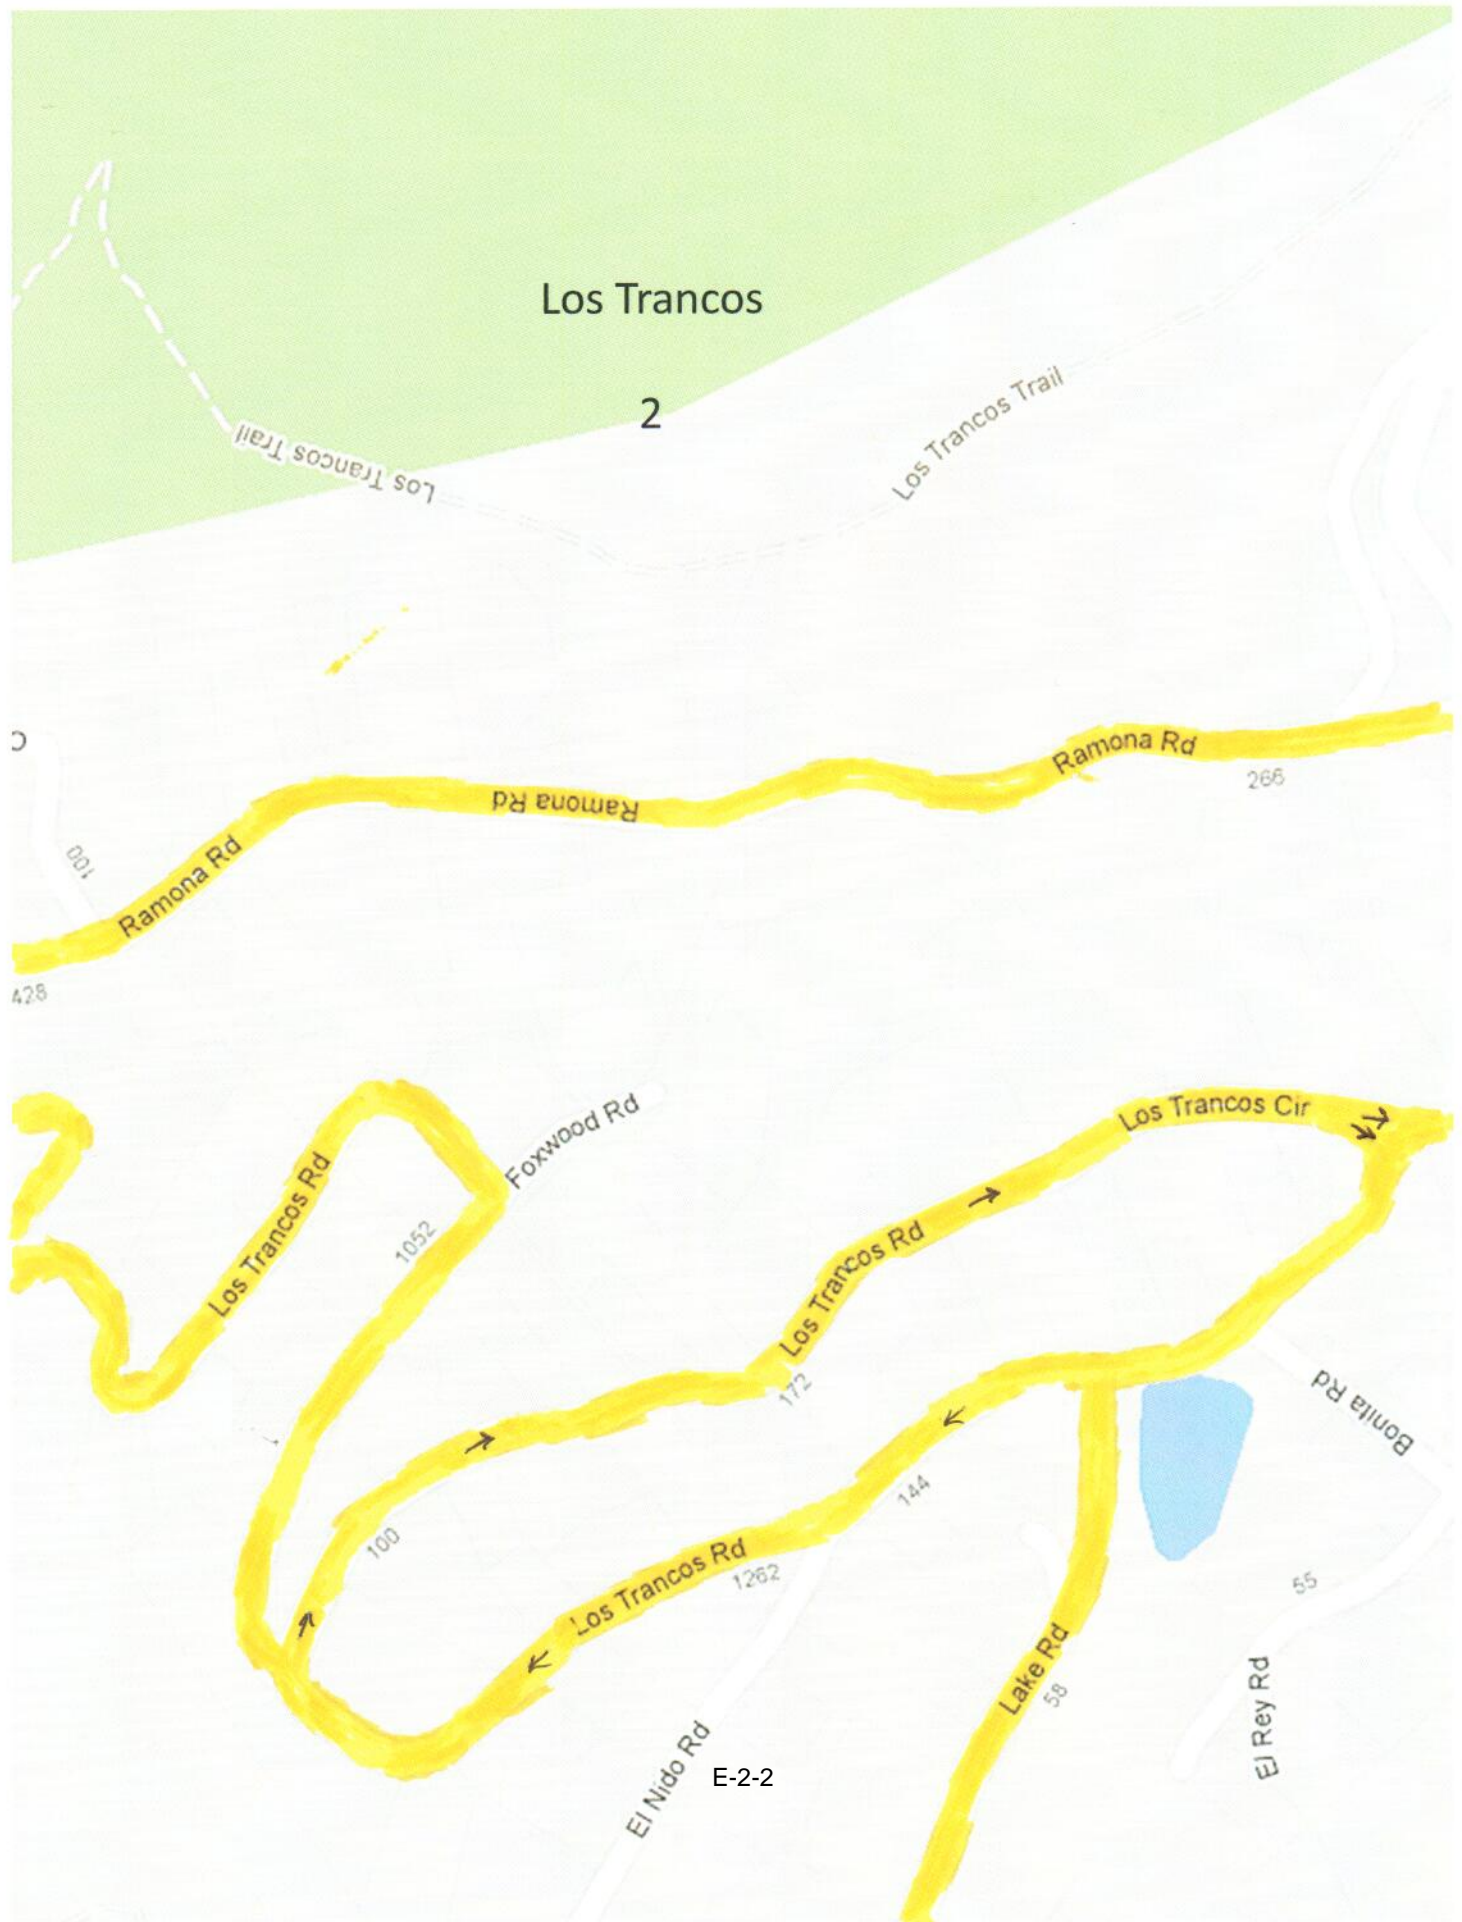 Los Trancos
2
Los Trancos Trail
Los Trancos Trail
Ramona Rd
266
Ramona Rd
Ramona Rd
100
428
Foxwood Rd
Los Trancos Cir
Los Trancos Rd
1052
Los Trancos Rd
172
Bonita Rd
144
100
Los Trancos Rd
1262
55
Lake Rd
58
El Rey Rd
El Nido Rd
E-2-2